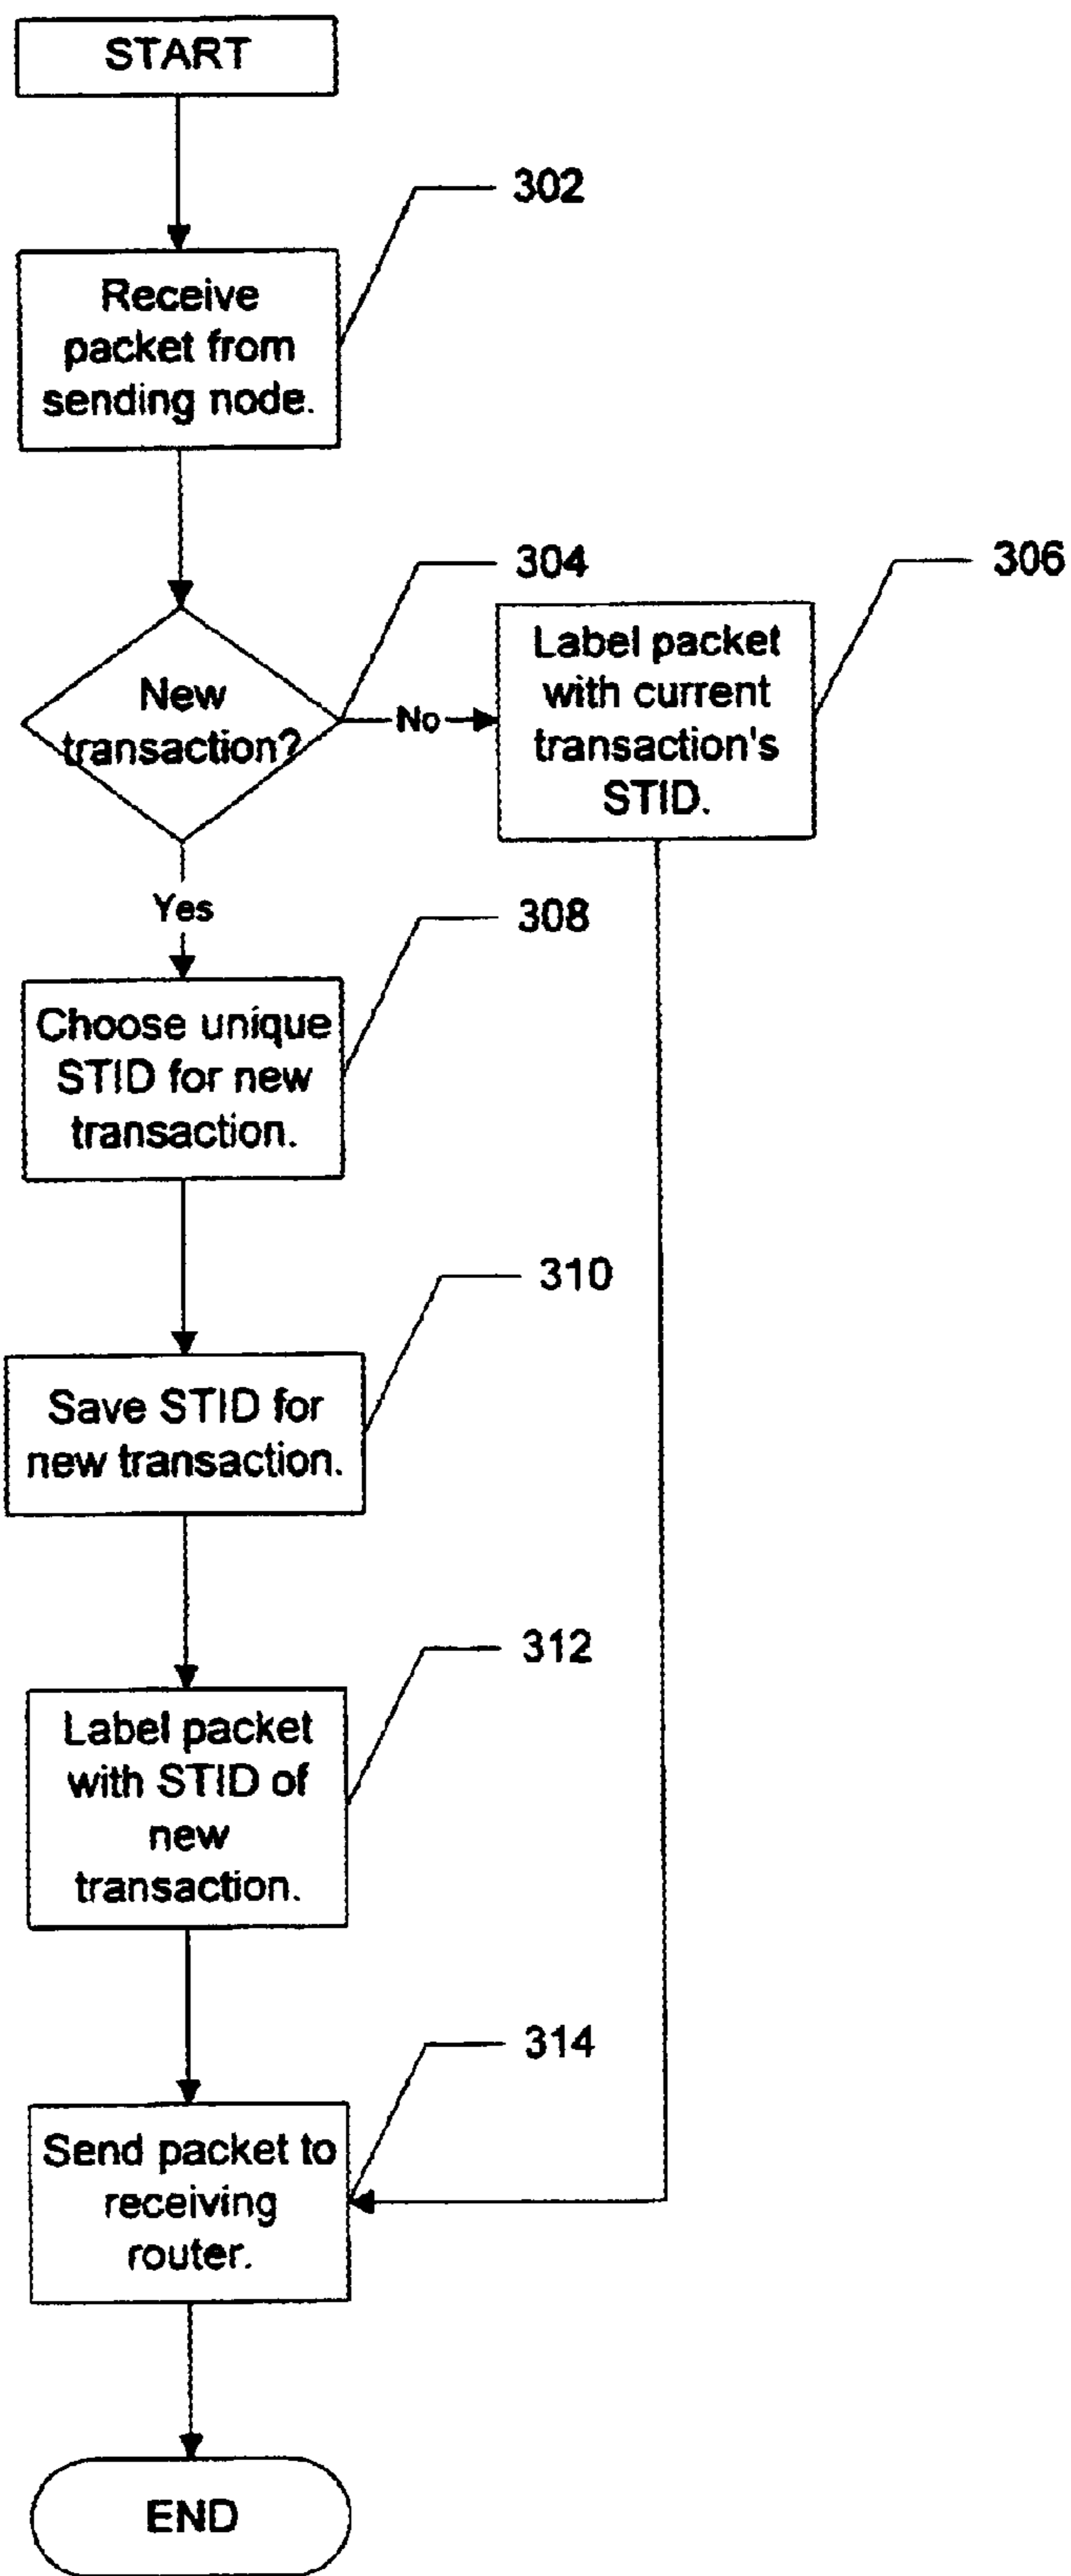 START
302
Receive
packet from
sending node.
304
306
New
transaction?
No
Label packet
with current
transaction's
STID.
Yes
308
Choose unique
STID for new
transaction.
310
Save STID for
new transaction.
312
Label packet
with STID of
new
transaction.
314
Send packet to
receiving
router.
END